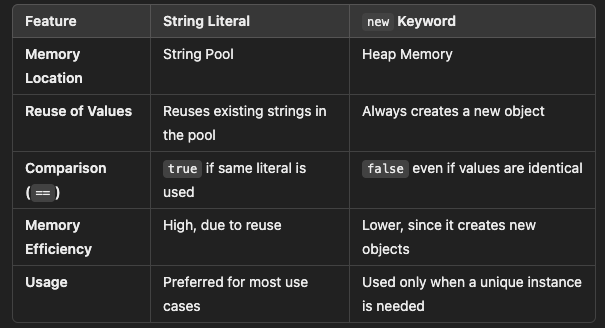 Feature String Literal new Keyword
Memory String Pool Heap Memory
Location
Reuse of Values Reuses existing strings in Always creates a new object
the pool
Comparison true if same literal is false even if values are identical
( == ) used
Memory High, due to reuse Lower, since it creates new
Efficiency objects
Usage Preferred for most use Used only when a unique instance
cases is needed